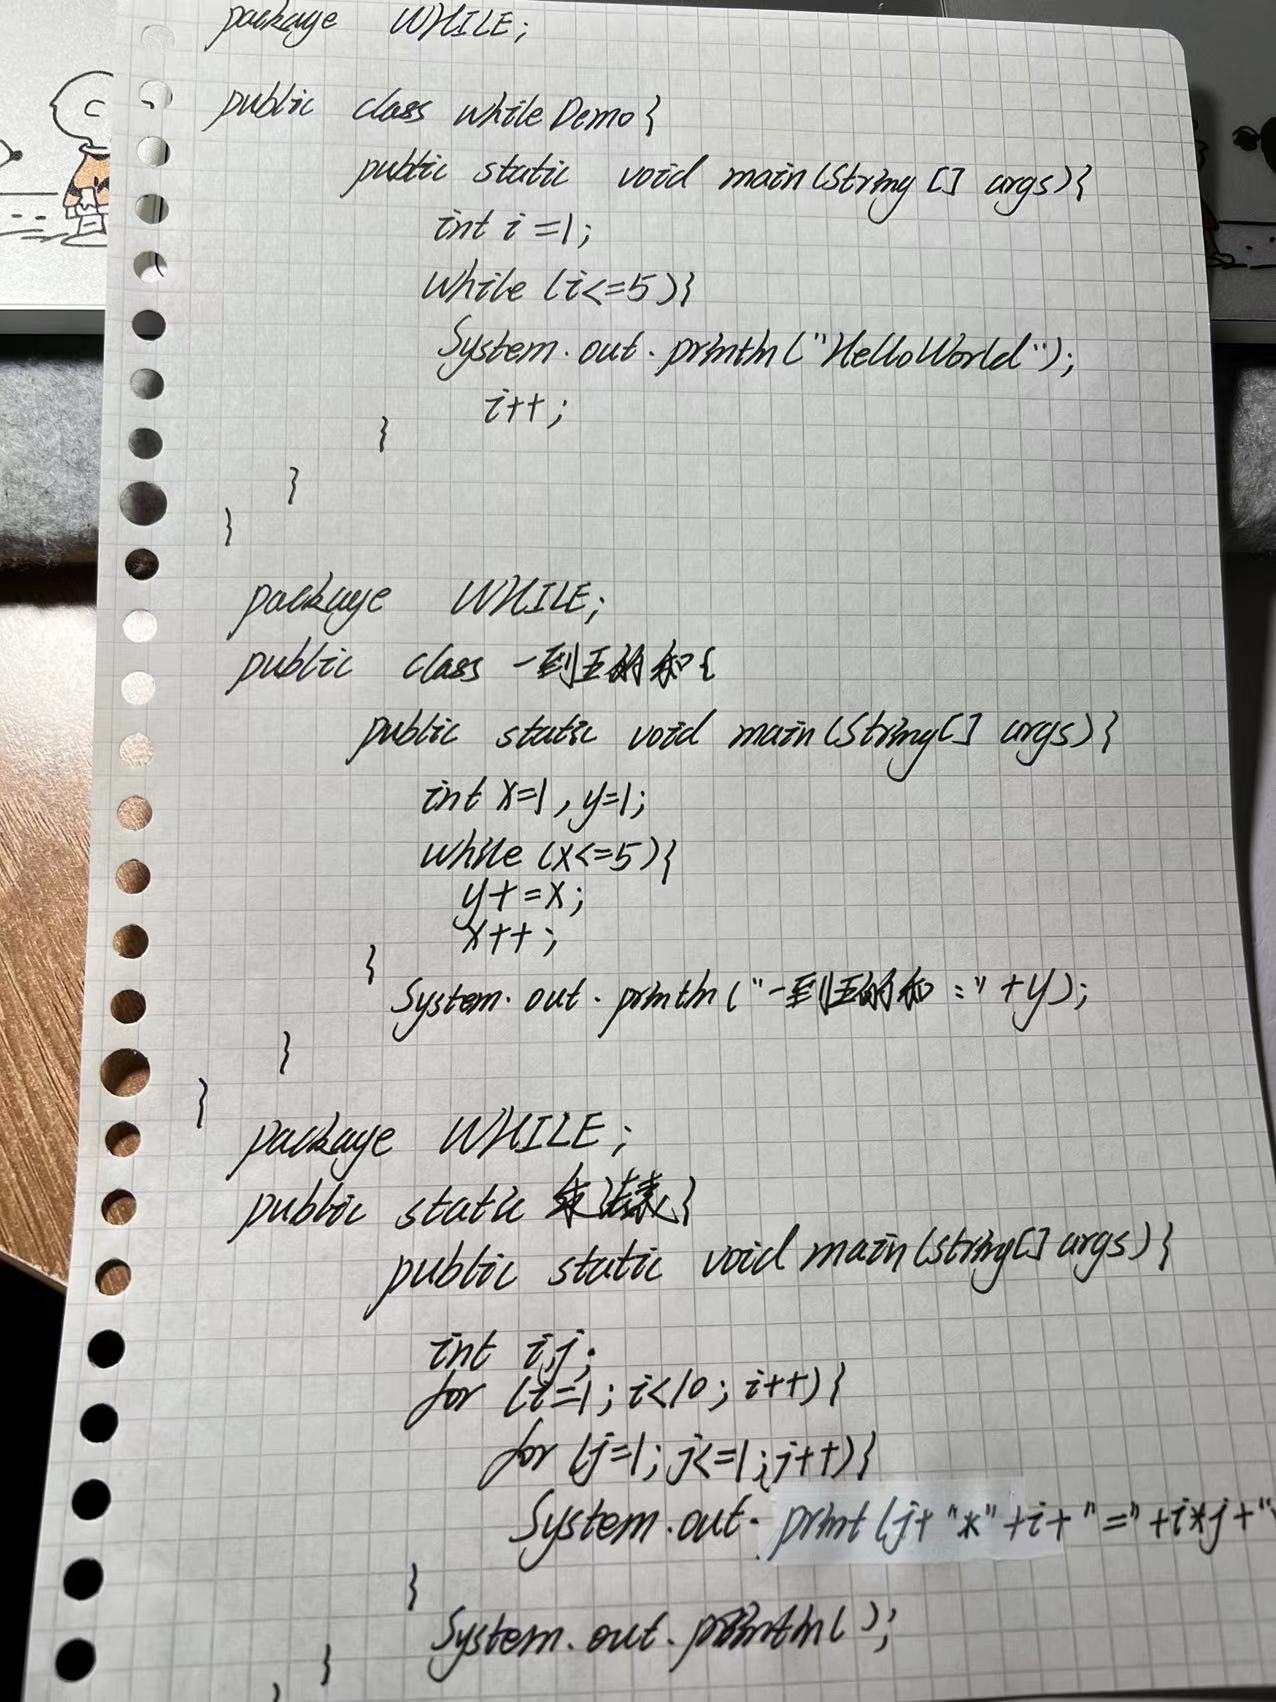 package WHILE;
public class whileDemo{
public static void main(String[] args){
int i=1;
while (i<=5){
System.out.println("HelloWorld");
i++;
}
}
}
package WHILE;
public class 一到五的和{
public static void main(String[] args){
int x=1,y=1;
while (x<=5){
y+=x;
x++;
}
System.out.println("一到五的和:"+y);
}
}
package WHILE;
public static 乘法表{
public static void main(string[] args){
int i,j;
for (i=1;i<10;i++){
for (j=1;j<=1;j++){
System.out.print(j+"*"+i+"="+i*j+"
}
System.out.println();
}